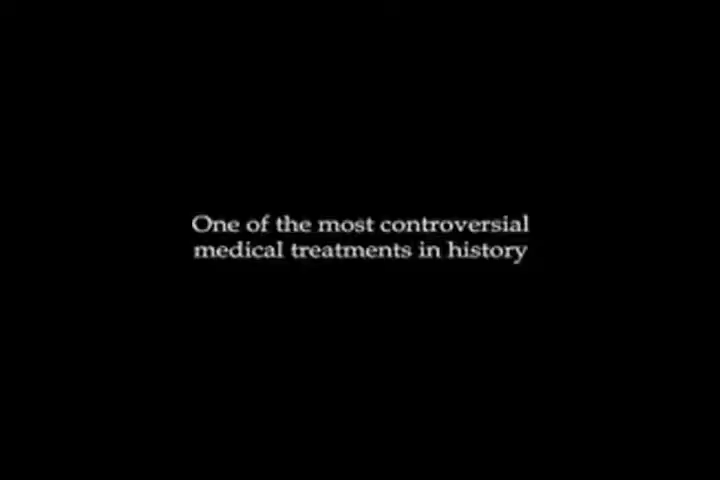 One of the most controversial
medical treatments in history